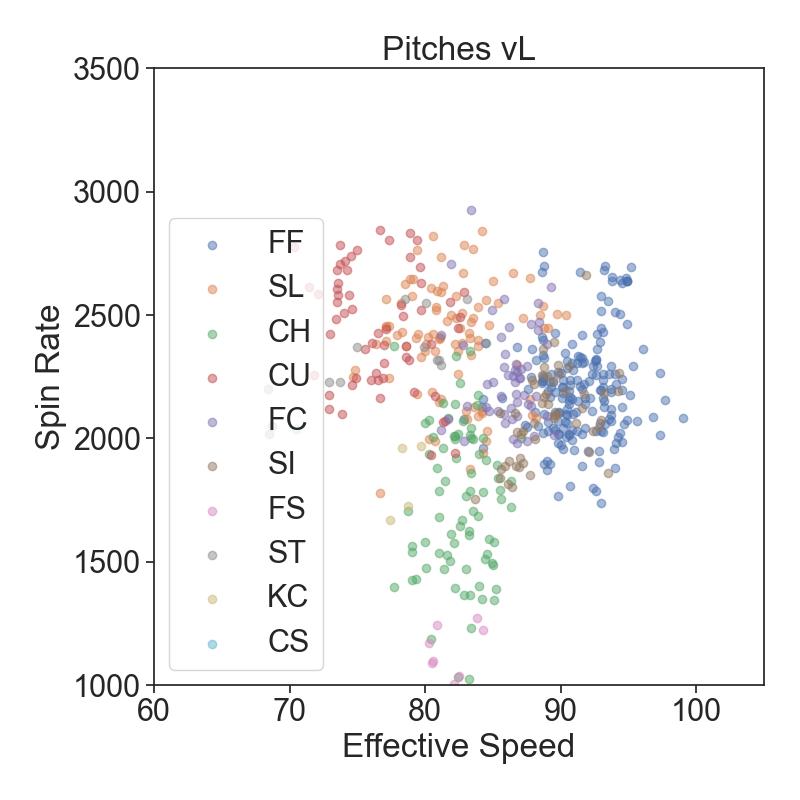 Pitches vL
3500
3000
2500
2000
1500
1000
Spin Rate
FF
SL
CH
CU
FC
SI
FS
ST
KC
CS
60 70 80 90 100
Effective Speed